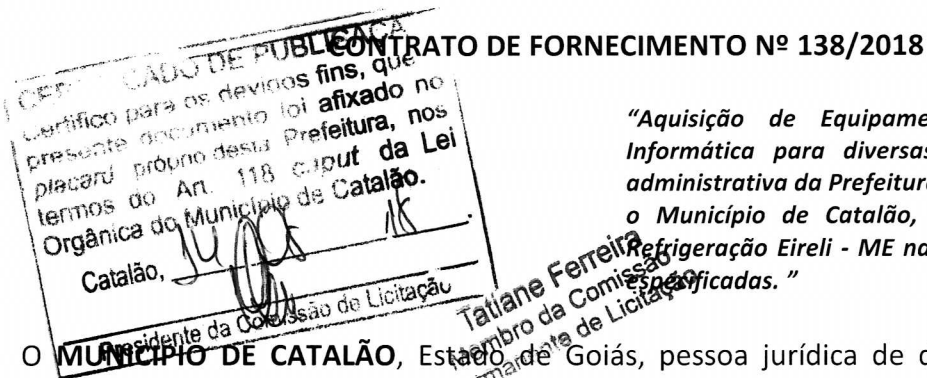 CONTRATO DE FORNECIMENTO Nº 138/2018
CADO DE PUBLICAÇÃ
Certifico para os devidos fins, que
presente documento foi afixado no
placard próprio desta Prefeitura, nos
termos do Art. 118 caput da Lei
Orgânica do Município de Catalão.
Catalão, 18.
Presidente da Comissão de Licitação
"Aquisição de Equipame
Informática para diversas
administrativa da Prefeitura
o Município de Catalão,
Refrigeração Eireli - ME na
especificadas. "
Tatiane Ferreira
Membro da Comissão
de Licitação
O MUNICÍPIO DE CATALÃO, Estado de Goiás, pessoa jurídica de